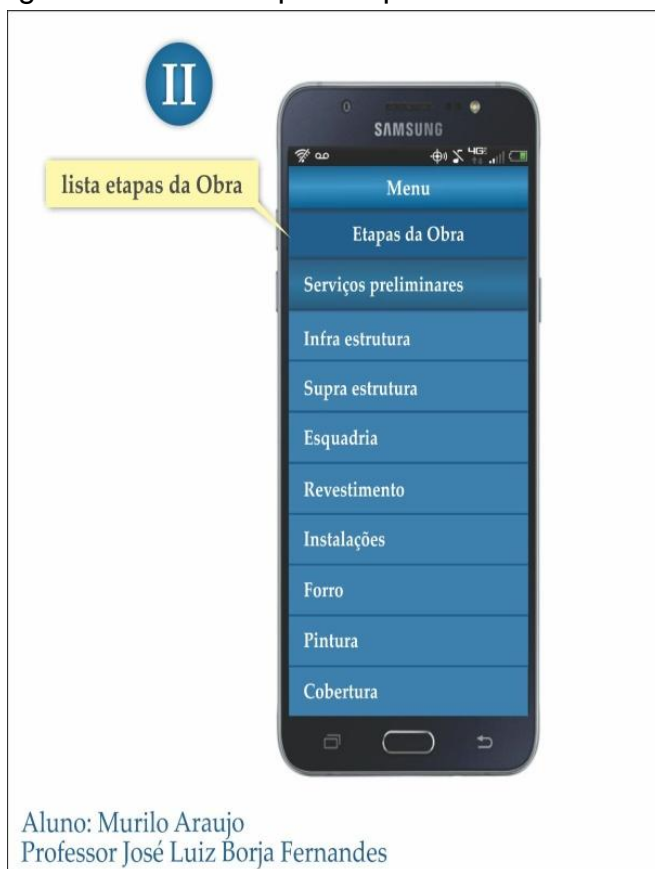 II
SAMSUNG
4GE
lista etapas da Obra
Menu
Etapas da Obra
Serviços preliminares
Infra estrutura
Supra estrutura
Esquadria
Revestimento
Instalações
Forro
Pintura
Cobertura
Aluno: Murilo Araujo
Professor José Luiz Borja Fernandes